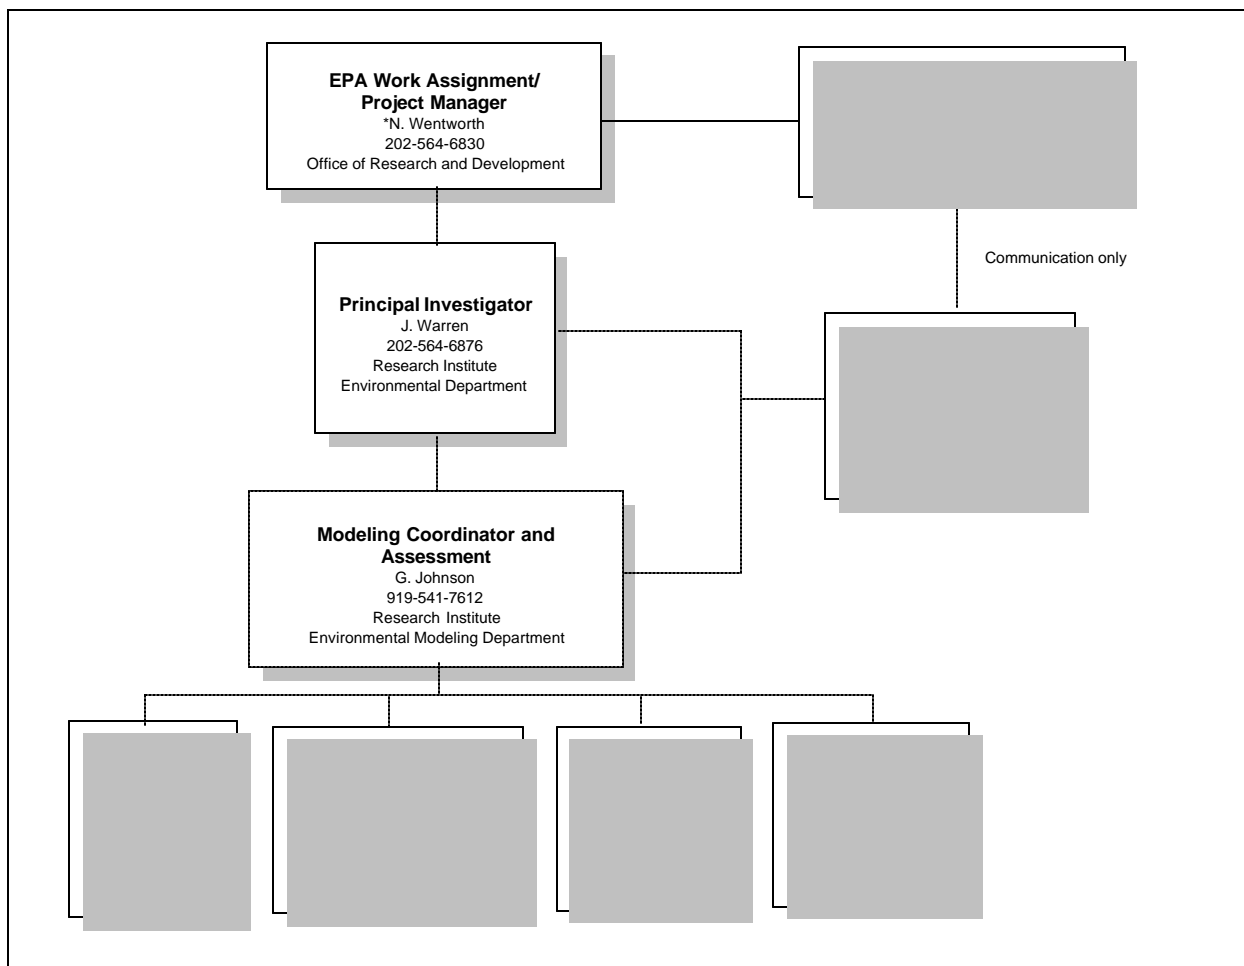 EPA Work Assignment/
Project Manager
*N. Wentworth
202-564-6830
Office of Research and Development
Communication only
Principal Investigator
J. Warren
202-564-6876
Research Institute
Environmental Department
Modeling Coordinator and
Assessment
G. Johnson
919-541-7612
Research Institute
Environmental Modeling Department